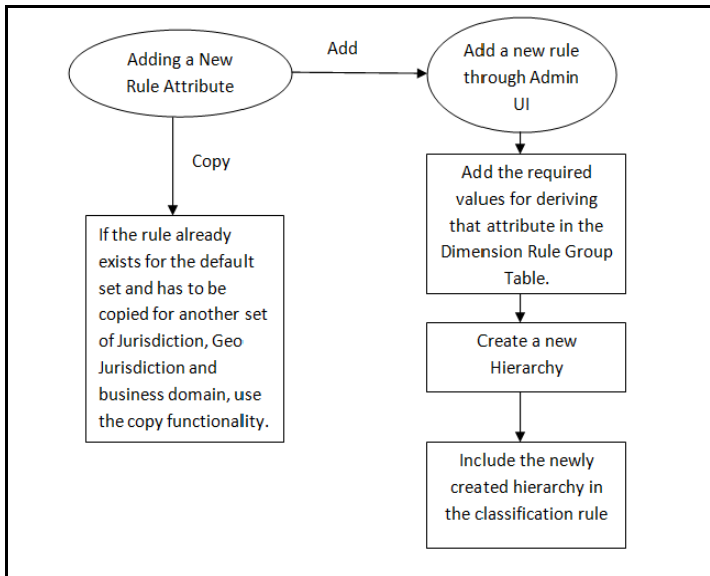 Adding a New
Rule Attribute
Add
Add a new rule
through Admin
UI
Copy
If the rule already
exists for the default
set and has to be
copied for another set
of Jurisdiction, Geo
Jurisdiction and
business domain, use
the copy functionality.
Add the required
values for deriving
that attribute in the
Dimension Rule Group
Table.
Create a new
Hierarchy
Include the newly
created hierarchy in
the classification rule